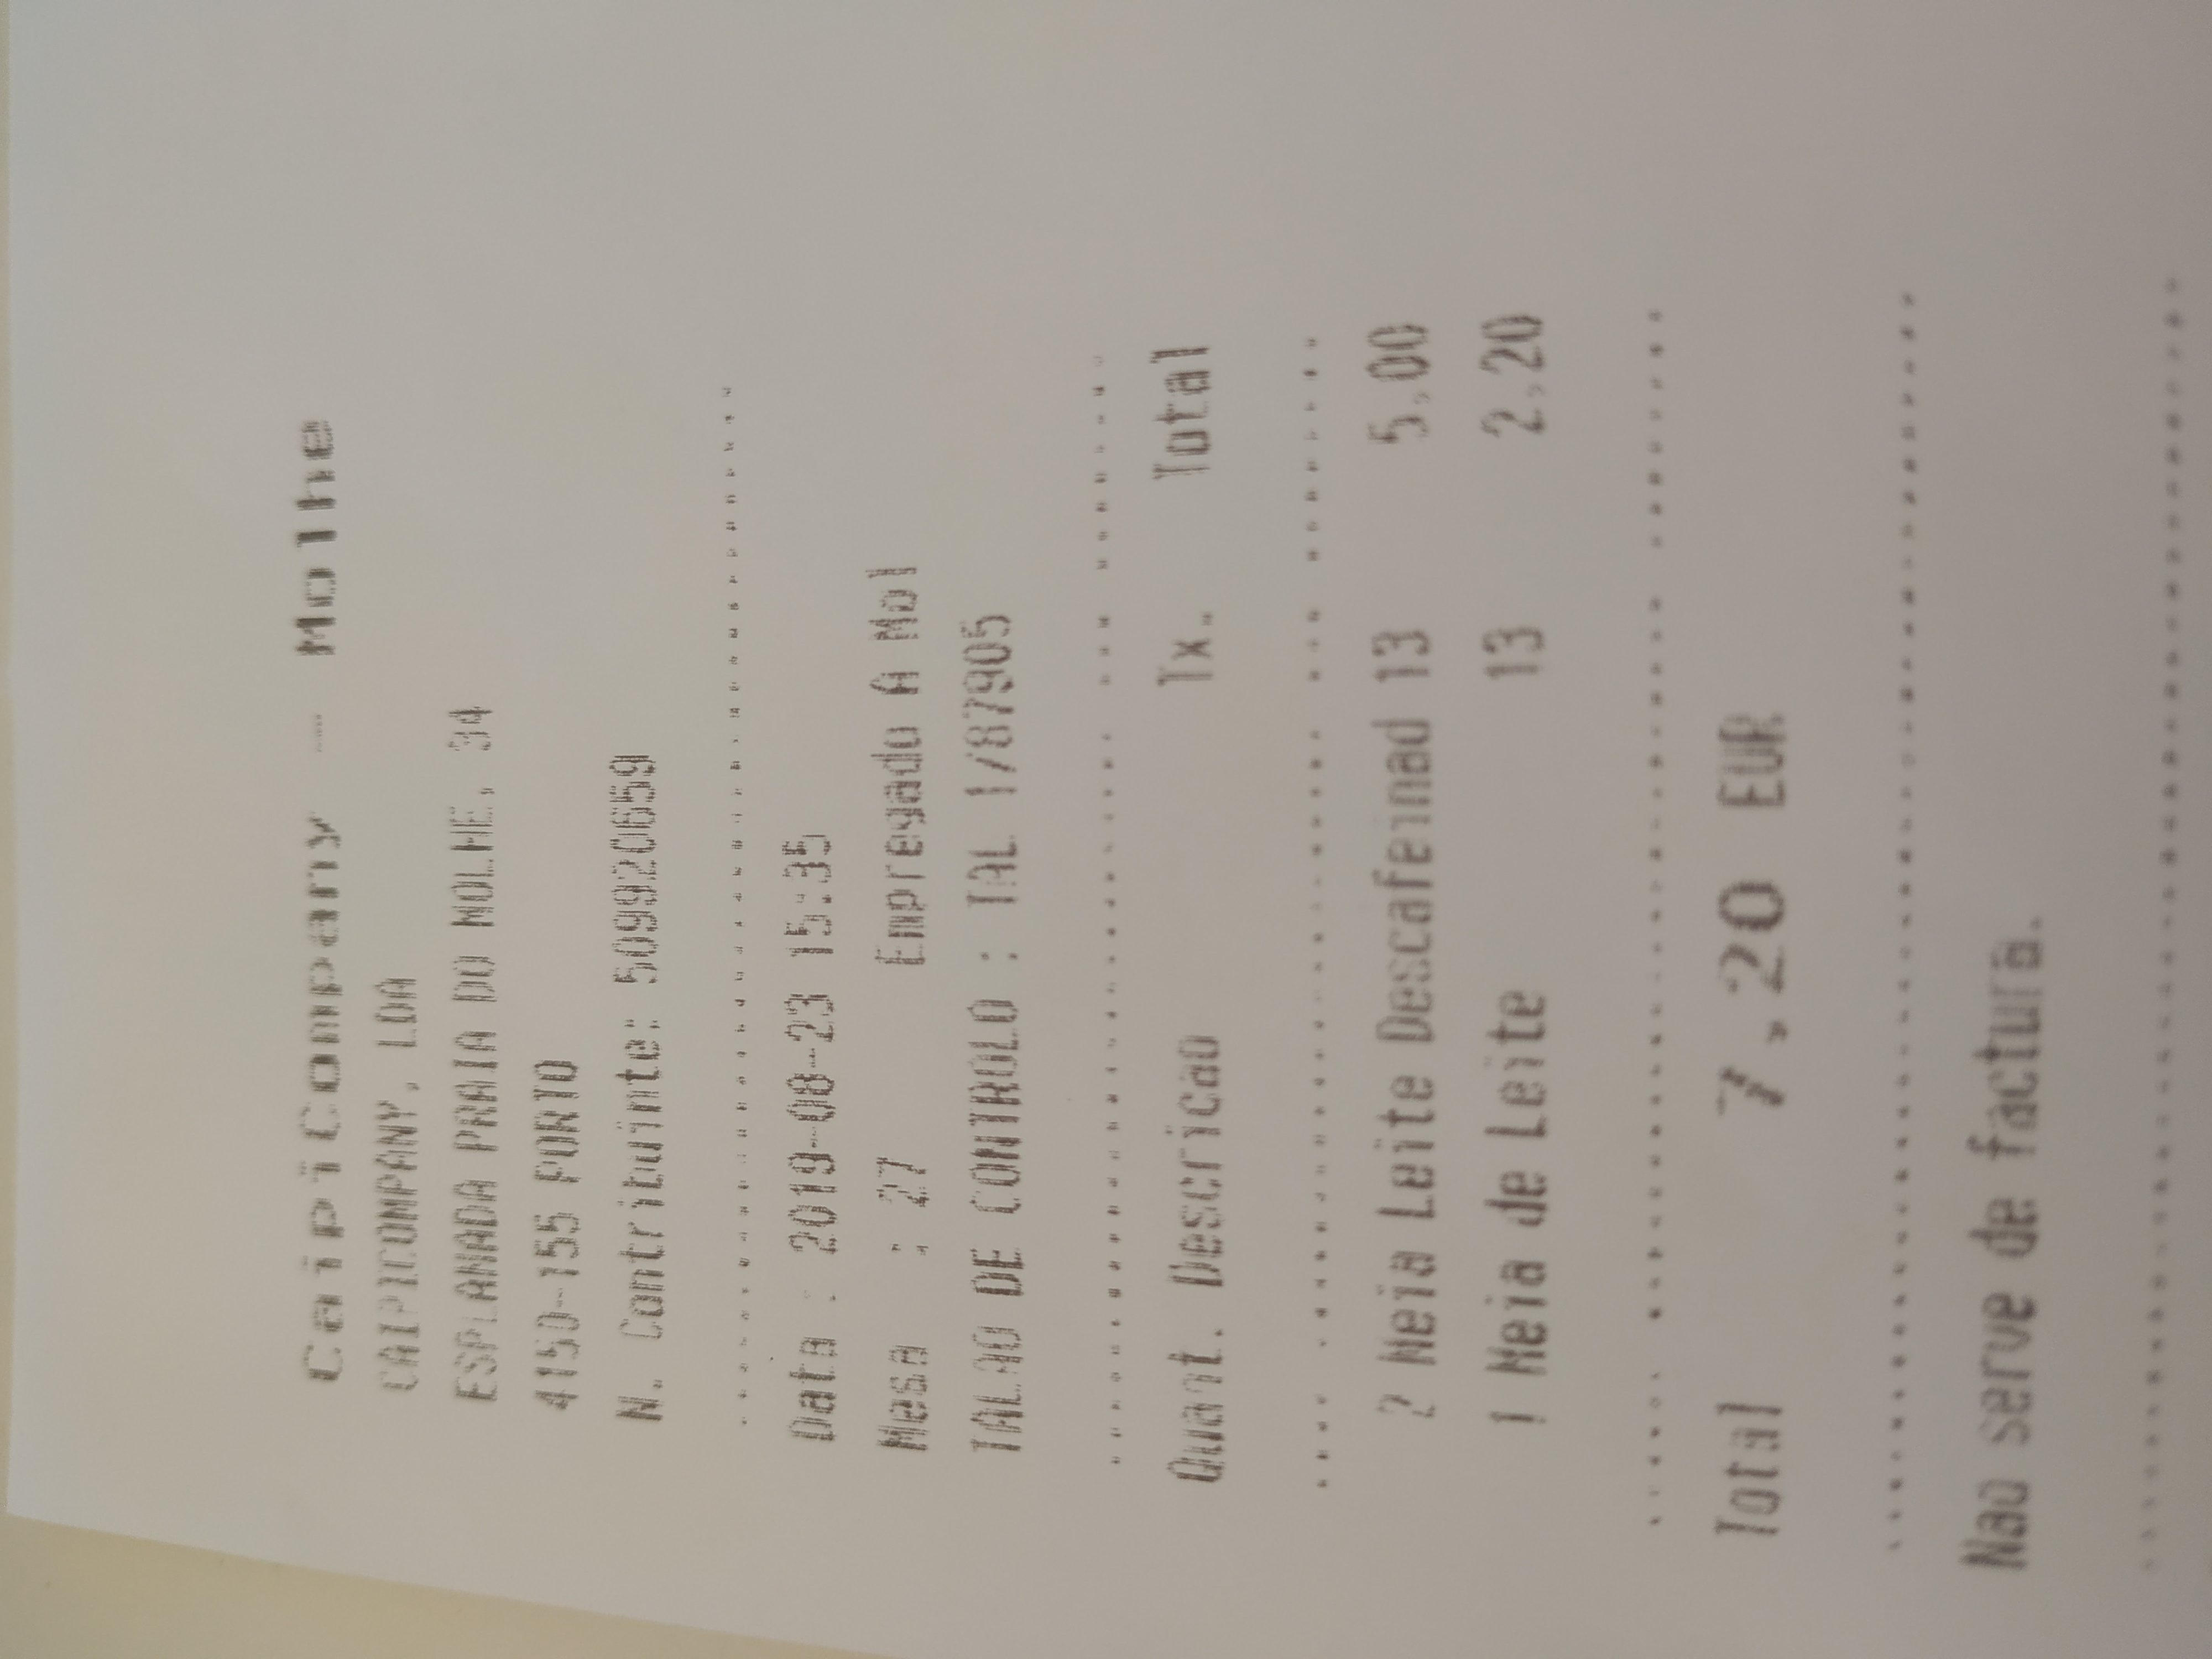 CaipiCompany - Molhe
CAIPICOMPANY, LDA
ESPLANADA PRAIA DO MOLHE, 34
4150-155 PORTO
N. Contribuinte: 509920659
Data : 2019-08-23 15:35
Mesa : 27 Empregado A Mol
TALAO DE CONTROLO : TAL 1/87905
Quant. Descricao Tx. Total
2 Meia Leite Descafeinad 13 5,00
1 Meia de Leite 13 2,20
Total 7,20 EUR
Nao serve de factura.